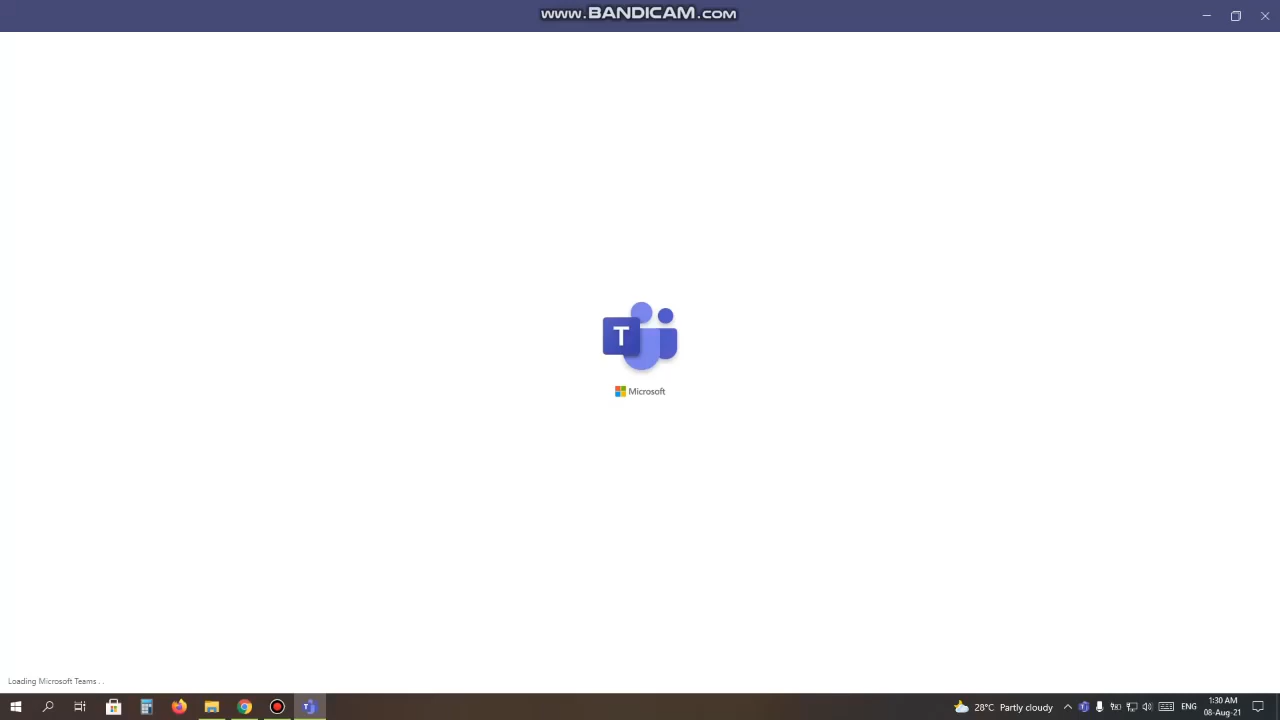 www.BANDICAM.com
T
Microsoft
Loading Microsoft Teams . .
T
28°C Partly cloudy
ENG
1:30 AM
08-Aug-21